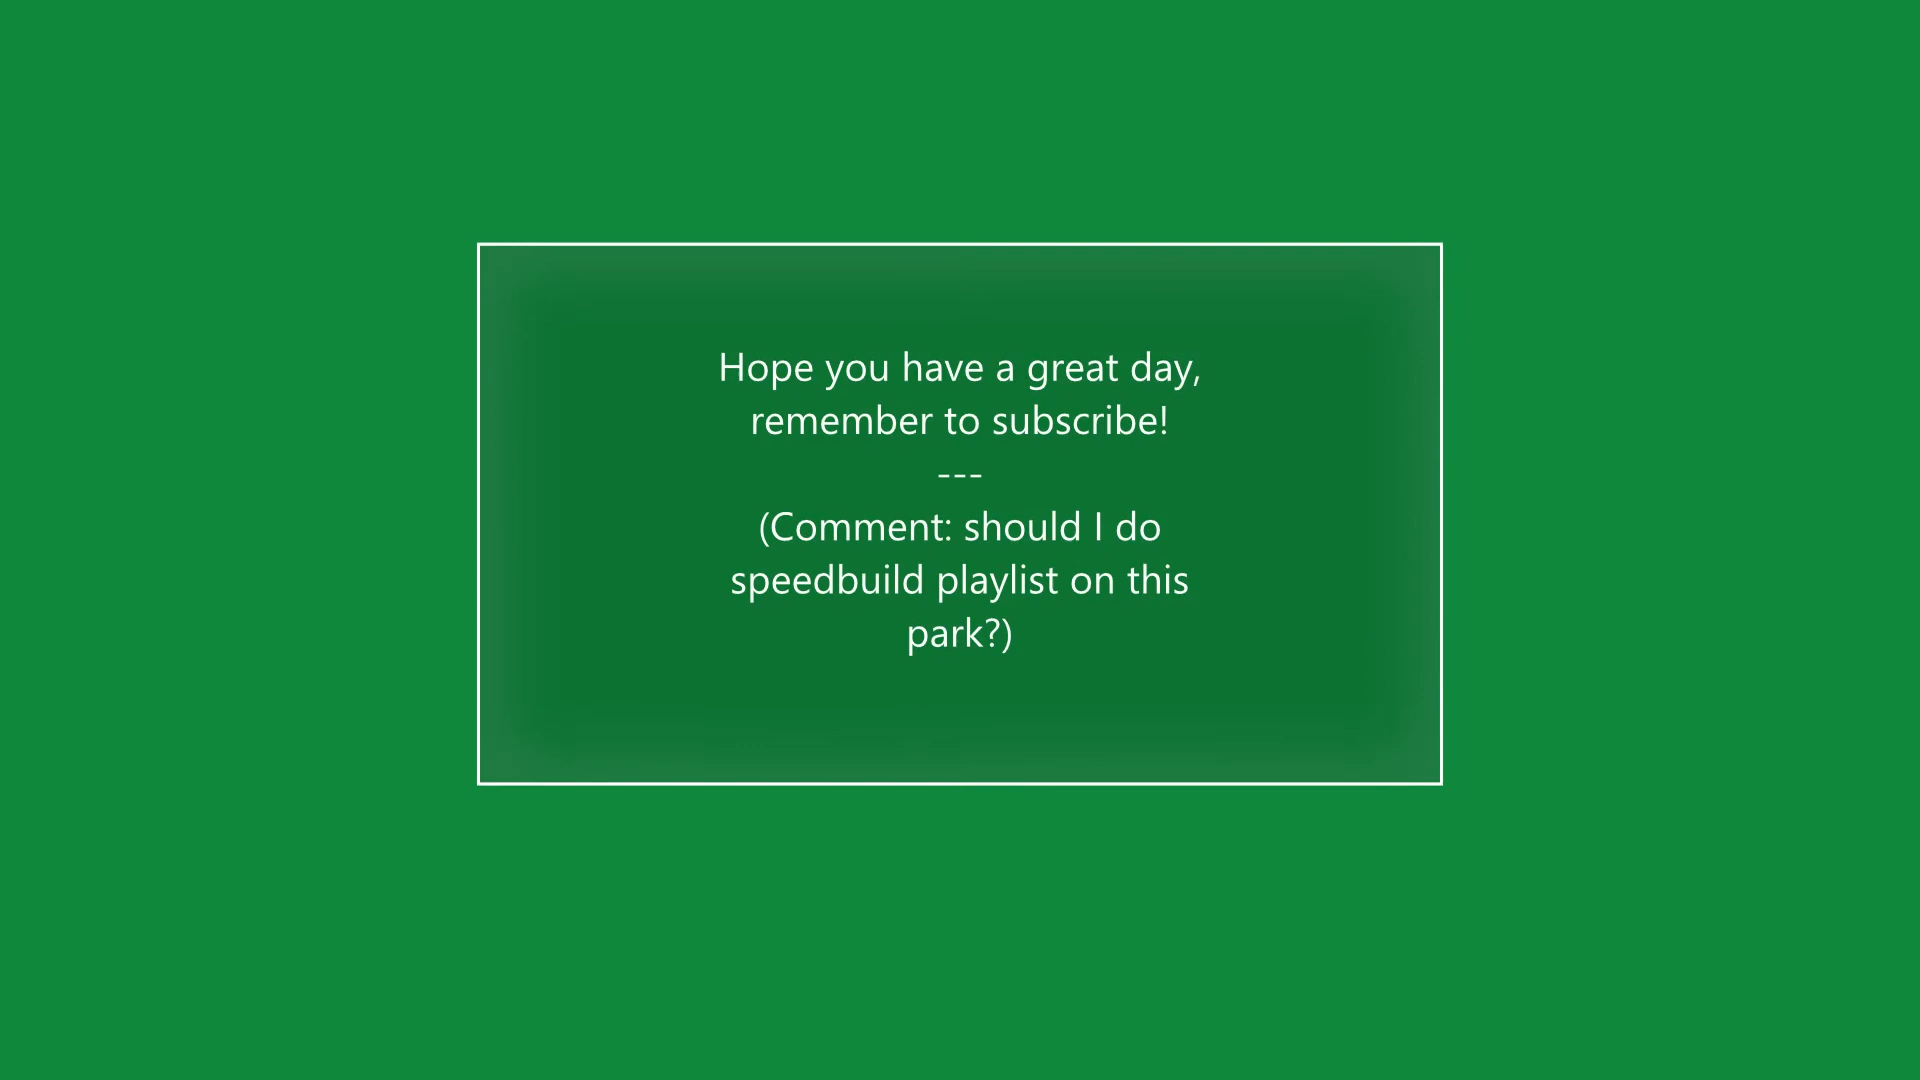 Hope you have a great day,
remember to subscribe!
---
(Comment: should I do
speedbuild playlist on this
park?)